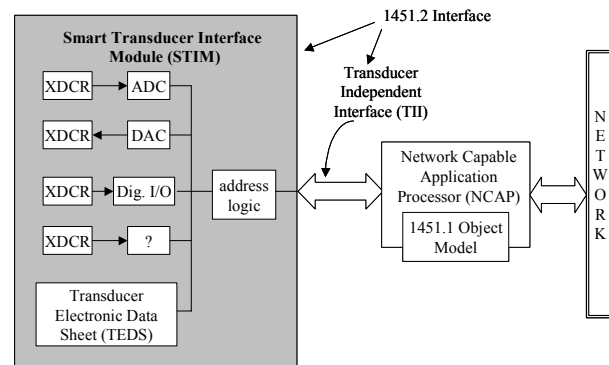 1451.2 Interface
Smart Transducer Interface
Module (STIM)
XDCR
ADC
XDCR
DAC
XDCR
Dig. I/O
XDCR
?
Transducer
Electronic Data
Sheet (TEDS)
address
logic
Transducer
Independent
Interface (TII)
Network Capable
Application
Processor (NCAP)
1451.1 Object
Model
N
E
T
W
O
R
K